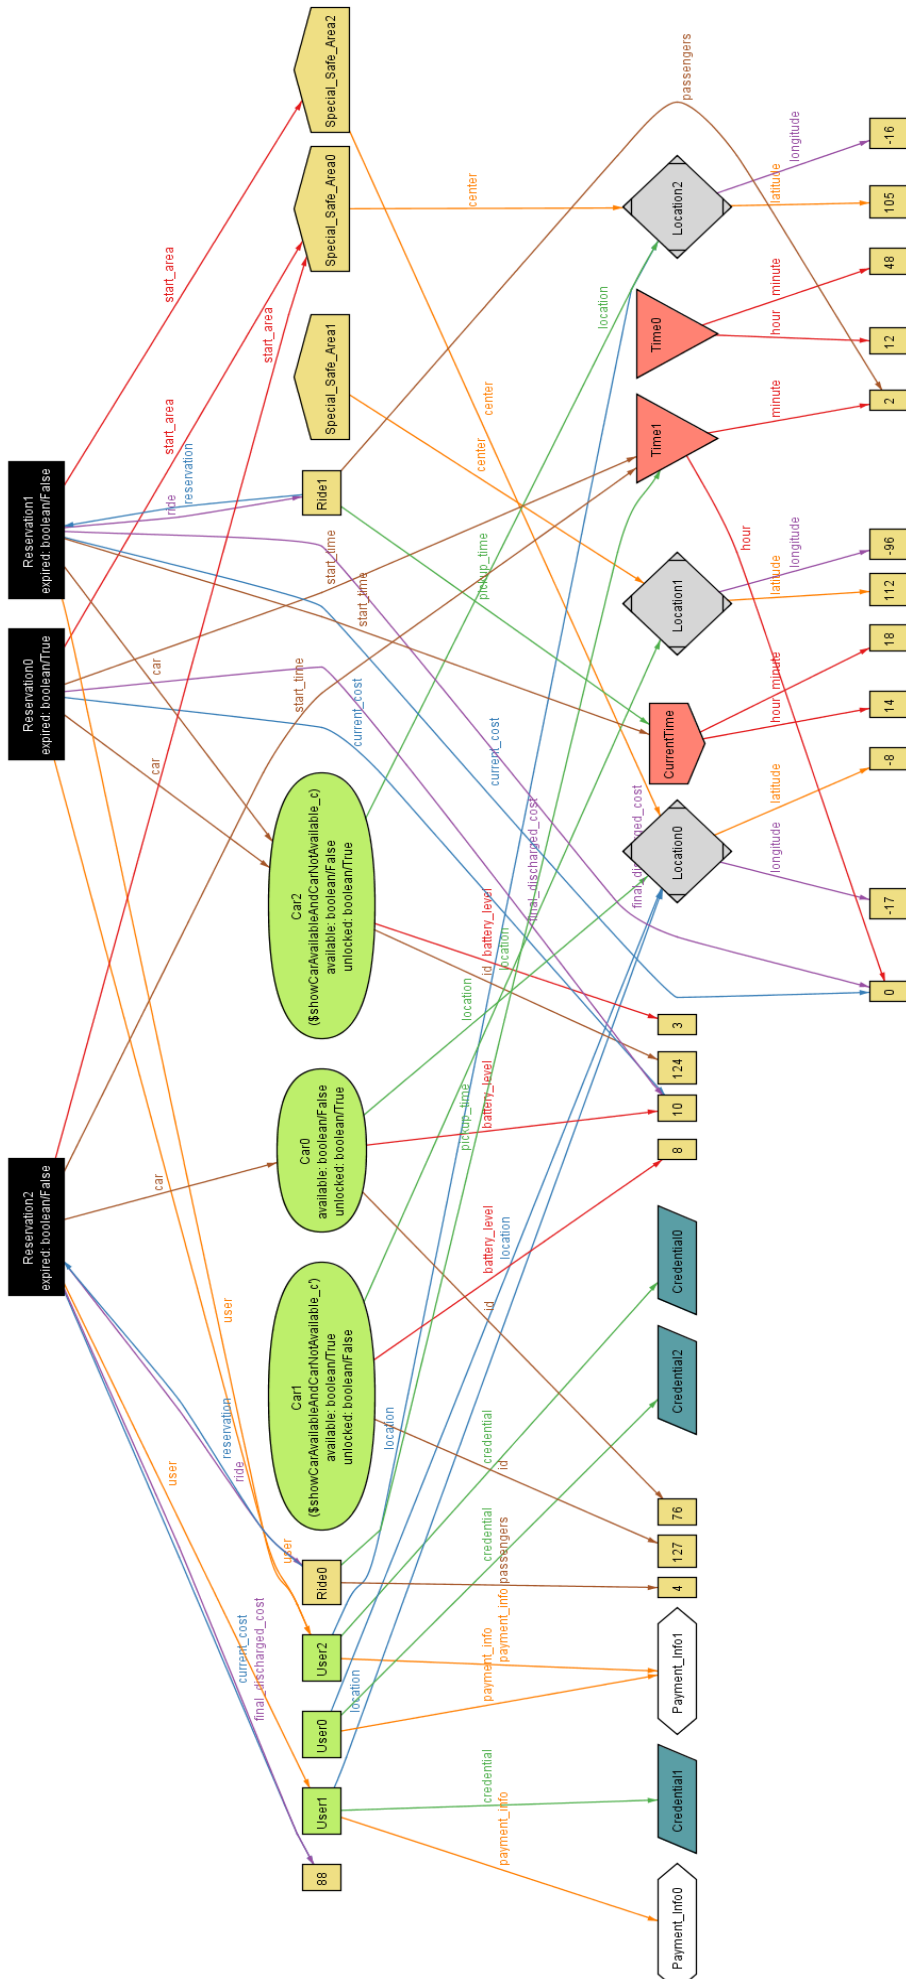 Reservation2
expired: boolean/False
Reservation0
expired: boolean/True
Reservation1
expired: boolean/False
car
car
car
user
start_area
ride
reservation
ride
reservation
user
start_area
current_cost
final_discharged_cost
start_area
user
start_time
start_time
start_time
88
User1
User0
User2
Ride0
Car1
($showCarAvailableAndCarNotAvailable_c')
available: boolean/True
unlocked: boolean/False
Car0
available: boolean/False
unlocked: boolean/True
Car2
($showCarAvailableAndCarNotAvailable_c)
available: boolean/False
unlocked: boolean/True
Ride1
Special_Safe_Area1
Special_Safe_Area0
Special_Safe_Area2
location
current_cost
location
pickup_time
location
center
center
center
pickup_time
current_cost
payment_info
credential
payment_info
payment_info
passengers
credential
credential
id
id
battery_level
location
battery_level
id
battery_level
location
final_discharged_cost
location
final_discharged_cost
Payment_Info0
Credential1
Payment_Info1
4
127
76
Credential2
Credential0
8
10
124
3
Location0
CurrentTime
Location1
Time1
Time0
Location2
passengers
longitude
latitude
hour
minute
hour
latitude
longitude
minute
hour
minute
latitude
longitude
0
-17
-8
14
18
112
-96
2
12
48
105
-16